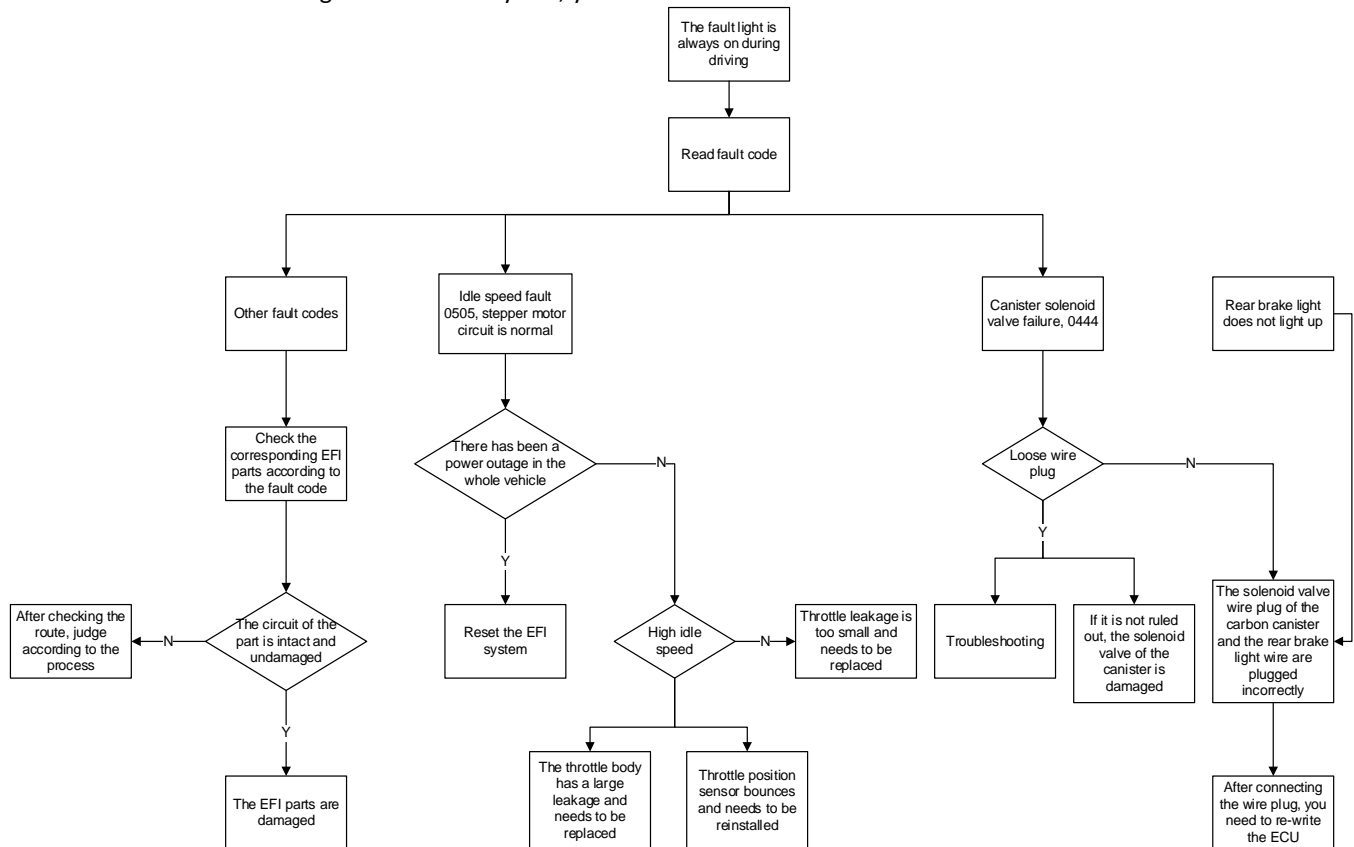 The fault light is
always on during
driving
Read fault code
Other fault codes
Idle speed fault
0505, stepper motor
circuit is normal
Canister solenoid
valve failure, 0444
Rear brake light
does not light up
Check the
corresponding EFI
parts according to
the fault code
There has been a
power outage in the
whole vehicle
N
Loose wire
plug
N
Y
Y
After checking the
route, judge
according to the
process
N
The circuit of the
part is intact and
undamaged
Reset the EFI
system
High idle
speed
N
Throttle leakage is
too small and
needs to be
replaced
Troubleshooting
If it is not ruled
out, the solenoid
valve of the
canister is
damaged
The solenoid valve
wire plug of the
carbon canister
and the rear brake
light wire are
plugged
incorrectly
Y
The EFI parts are
damaged
The throttle body
has a large
leakage and
needs to be
replaced
Throttle position
sensor bounces
and needs to be
reinstalled
After connecting
the wire plug, you
need to re-write
the ECU